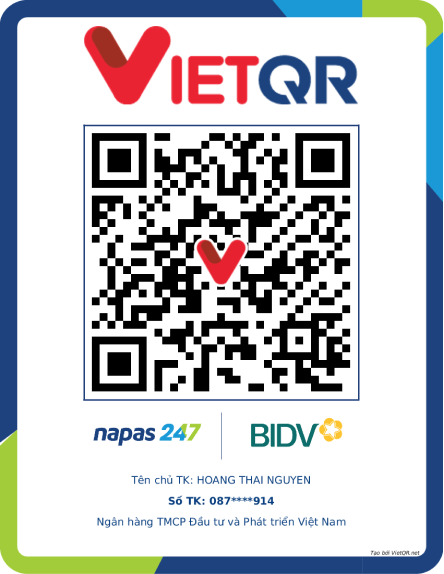 VIETQR
napas 247
BIDV
Tên chủ TK: HOANG THAI NGUYEN
Số TK: 087****914
Ngân hàng TMCP Đầu tư và Phát triển Việt Nam
Tạo bởi VietQR.net